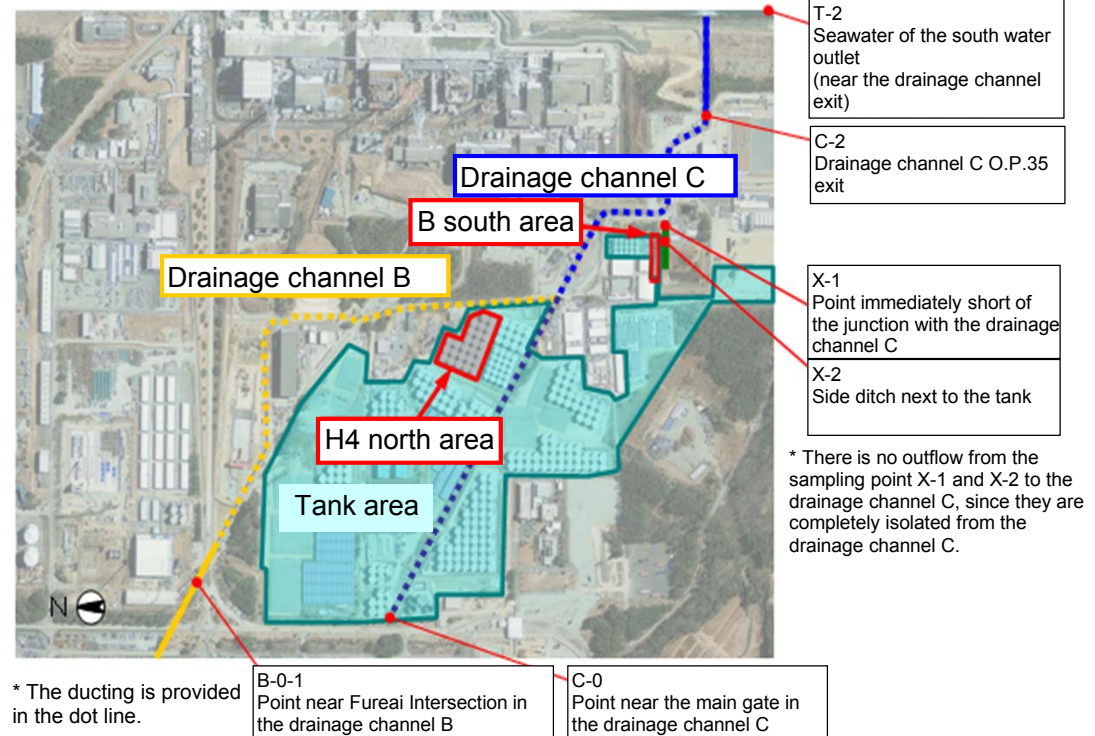 T-2
Seawater of the south water
outlet
(near the drainage channel
exit)
C-2
Drainage channel C O.P.35
exit
Drainage channel C
B south area
Drainage channel B
X-1
Point immediately short of
the junction with the drainage
channel C
X-2
Side ditch next to the tank
H4 north area
* There is no outflow from the
sampling point X-1 and X-2 to the
drainage channel C, since they are
completely isolated from the
drainage channel C.
Tank area
N
* The ducting is provided
in the dot line.
B-0-1
Point near Fureai Intersection in
the drainage channel B
C-0
Point near the main gate in
the drainage channel C